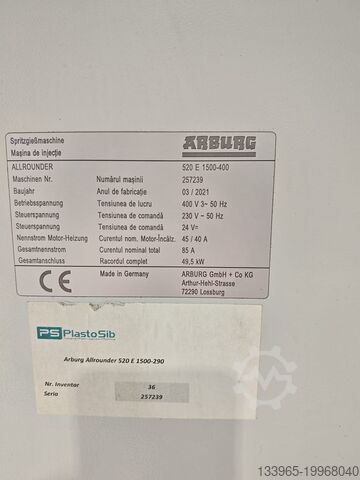 Spritzgießmaschine
Mașina de injecție
ARBURG
ALLROUNDER 520 E 1500-400
Maschinen Nr. Numărul mașinii 257239
Baujahr Anul de fabricație 03 / 2021
Betriebsspannung Tensiunea de lucru 400 V 3~ 50 Hz
Steuerspannung Tensiunea de comandă 230 V ~ 50 Hz
Steuerspannung Tensiunea de comandă 24 V=
Nennstrom Motor-Heizung Curentul nom. Motor-Încălz. 45 / 40 A
Gesamtnennstrom Curentul nominal total 85 A
Gesamtanschluss Racordul complet 49,5 kW
CE Made in Germany ARBURG GmbH + Co KG
Arthur-Hehl-Strasse
72290 Lossburg
PS PlastoSib
Arburg Allrounder 520 E 1500-290
Nr. Inventar 36
Seria 257239
133965-19968040